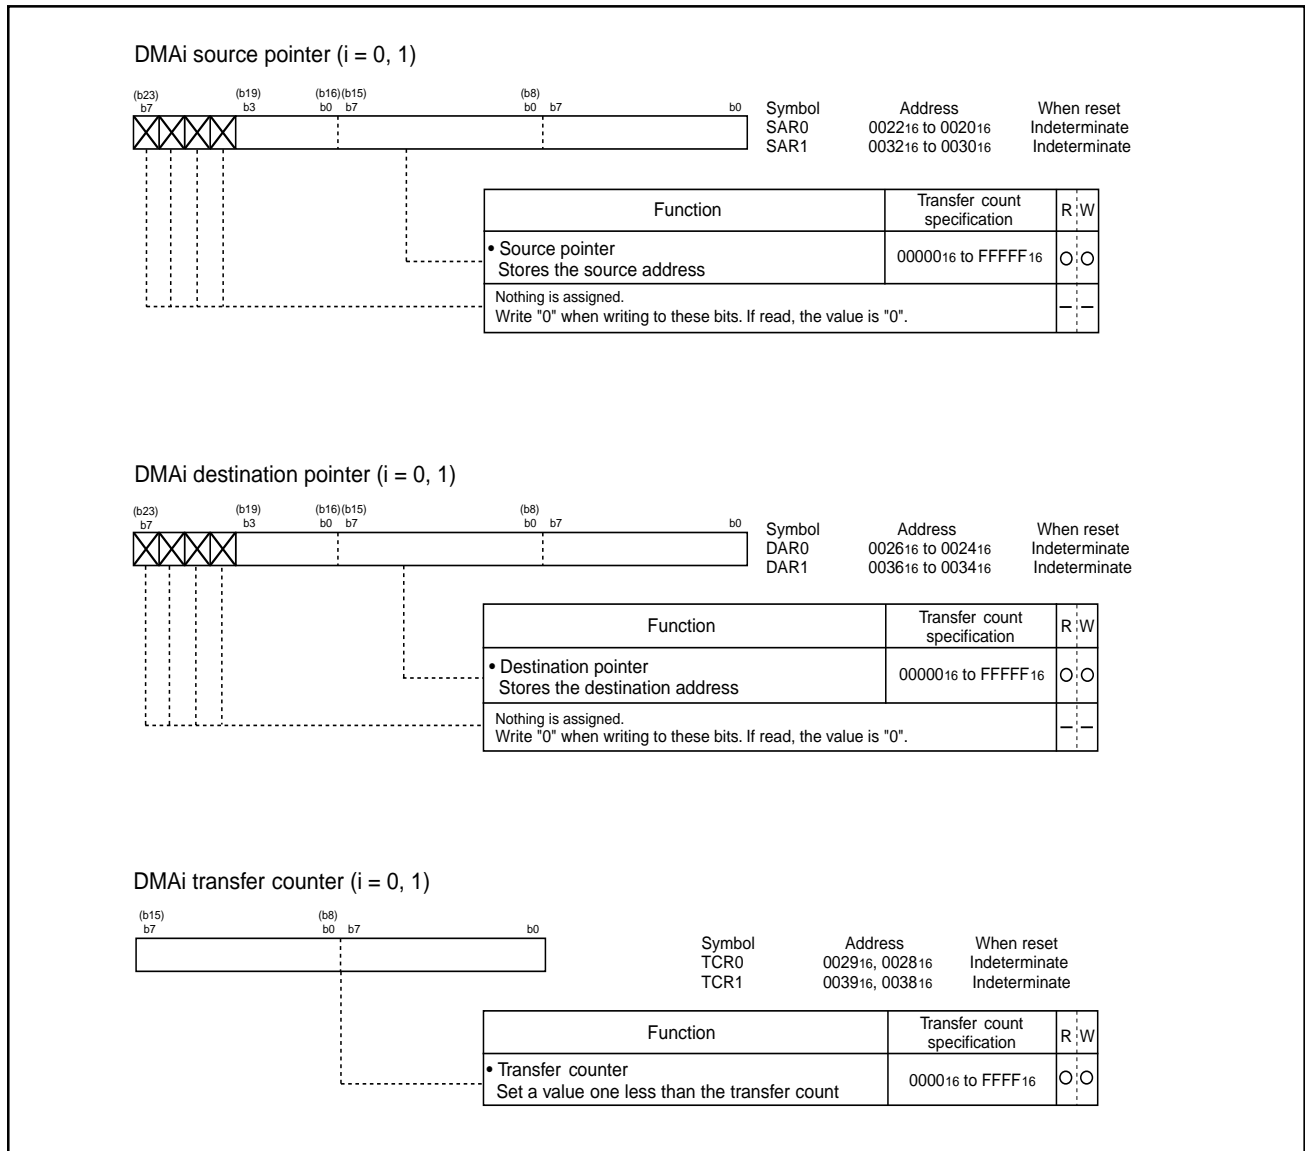 DMAi source pointer (i = 0, 1)
(b23) (b19) (b16)(b15) (b8)
b7 b3 b0 b7 b0 b7 b0
Symbol Address When reset
SAR0 002216 to 002016 Indeterminate
SAR1 003216 to 003016 Indeterminate
Function Transfer count specification R W
• Source pointer
Stores the source address 0000016 to FFFFF16 O O
Nothing is assigned.
Write "0" when writing to these bits. If read, the value is "0". – –
DMAi destination pointer (i = 0, 1)
(b23) (b19) (b16)(b15) (b8)
b7 b3 b0 b7 b0 b7 b0
Symbol Address When reset
DAR0 002616 to 002416 Indeterminate
DAR1 003616 to 003416 Indeterminate
Function Transfer count specification R W
• Destination pointer
Stores the destination address 0000016 to FFFFF16 O O
Nothing is assigned.
Write "0" when writing to these bits. If read, the value is "0". – –
DMAi transfer counter (i = 0, 1)
(b15) (b8)
b7 b0 b7 b0
Symbol Address When reset
TCR0 002916, 002816 Indeterminate
TCR1 003916, 003816 Indeterminate
Function Transfer count specification R W
• Transfer counter
Set a value one less than the transfer count 000016 to FFFF16 O O